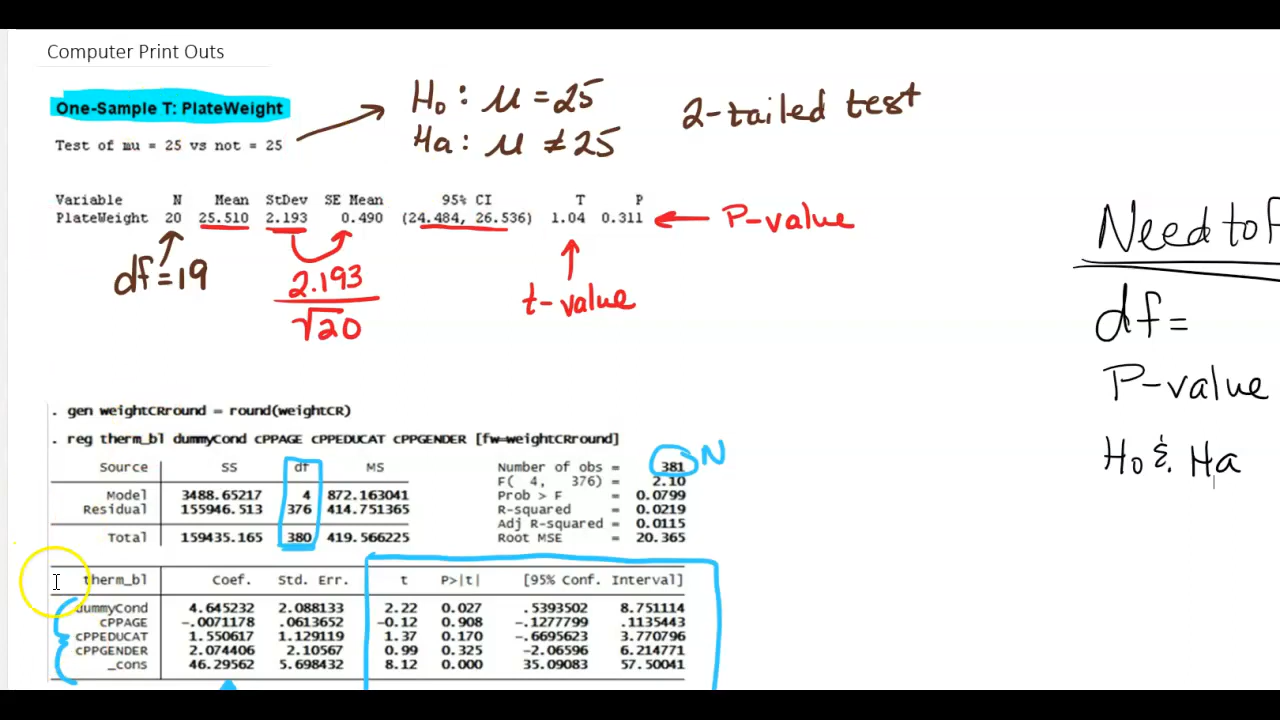 Computer Print Outs
One-Sample T: PlateWeight
Test of mu = 25 vs not = 25
Ho : μ = 25
Ha : μ ≠ 25
2-tailed test
Variable N Mean StDev SE Mean 95% CI T P
PlateWeight 20 25.510 2.193 0.490 (24.484, 26.536) 1.04 0.311
P-value
df = 19
2.193
√20
t-value
Need to F
df =
P-value
Ho & Ha
. gen weightCRround = round(weightCR)
. reg therm_bl dummyCond CPPAGE CPPEDUCAT CPPGENDER [fw=weightCRround]
Source SS df MS
Model 3488.65217 4 872.163041
Residual 155946.513 376 414.751365
Total 159435.165 380 419.566225
Number of obs = 381 N
F( 4, 376) = 2.10
Prob > F = 0.0799
R-squared = 0.0219
Adj R-squared = 0.0115
Root MSE = 20.365
therm_bl Coef. Std. Err. t P>|t| [95% Conf. Interval]
dummyCond 4.645232 2.088133 2.22 0.027 .5393502 8.751114
CPPAGE -.0071178 .0613652 -0.12 0.908 -.1277799 .1135443
CPPEDUCAT 1.550617 1.129119 1.37 0.170 -.6695623 3.770796
CPPGENDER 2.074406 2.10567 0.99 0.325 -2.06596 6.214771
_cons 46.29562 5.698432 8.12 0.000 35.09083 57.50041